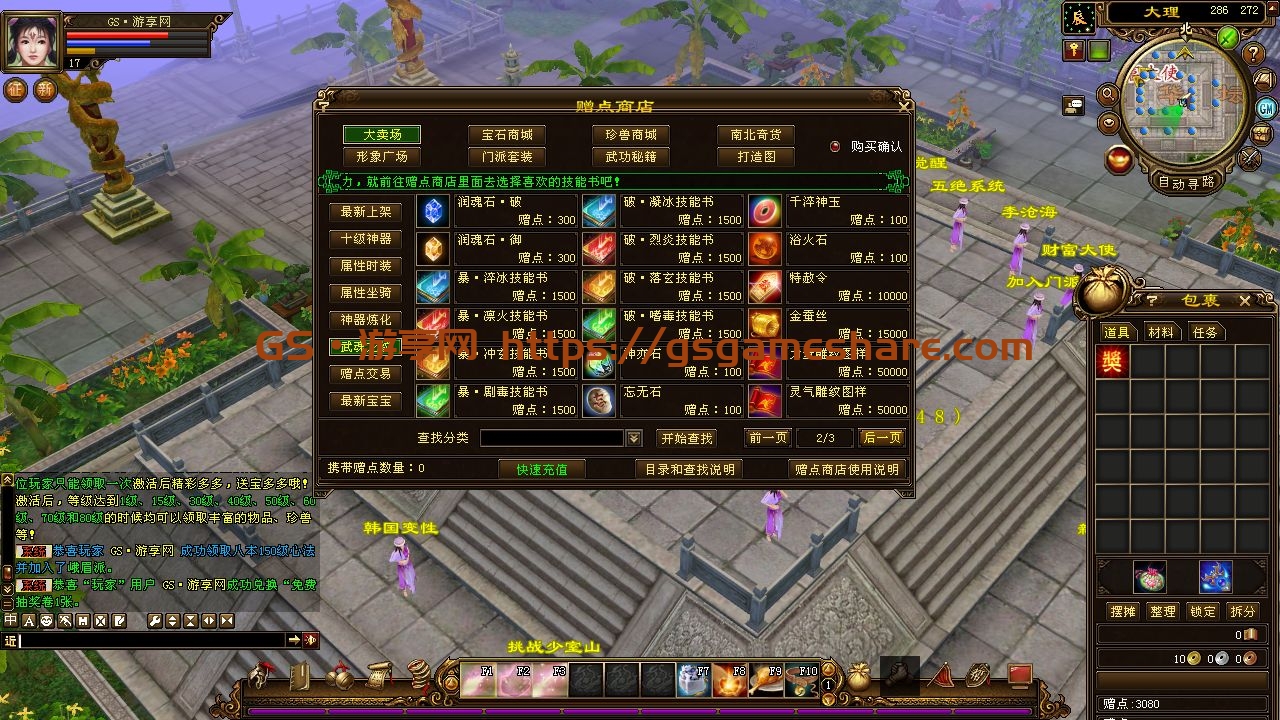 GS·游享网
17
征 新
大理 286 272
辰
北
GM
自动寻路
赠点商店
大卖场 宝石商城 珍兽商城 南北奇货
形象广场 门派套装 武功秘籍 打造图
购买确认
力，就前往赠点商店里面去选择喜欢的技能书吧！
最新上架
十级神器
属性时装
属性坐骑
神器炼化
赠点交易
最新宝宝
润魂石·破 赠点：300
破·凝冰技能书 赠点：1500
千淬神玉 赠点：100
润魂石·御 赠点：300
破·烈炎技能书 赠点：1500
浴火石 赠点：100
暴·淬冰技能书 赠点：1500
破·落玄技能书 赠点：1500
特赦令 赠点：10000
暴·凛火技能书 赠点：1500
破·嗜毒技能书 赠点：1500
金蚕丝 赠点：15000
暴·冲玄技能书 赠点：1500
赠点：100
赠点：50000
暴·剧毒技能书 赠点：1500
忘无石 赠点：100
灵气雕纹图样 赠点：50000
GS·游享网 https://gsgameshare.com
查找分类 开始查找 前一页 2/3 后一页
携带赠点数量：0 快速充值 目录和查找说明 赠点商店使用说明
觉醒
五绝系统
李沧海
财富大使
加入门派
48）
韩国变性
挑战少室山
包裹
道具 材料 任务
奖
摆摊 整理 锁定 拆分
0
10 0 0
赠点:3080
位玩家只能领取一次激活后精彩多多，送宝多多哦！
激活后，等级达到1级、15级、30级、40级、50级、60
级、70级和80级的时候均可以领取丰富的物品、珍兽
等！
系统 恭喜玩家 GS·游享网 成功领取八本150级心法
并加入了峨眉派。
系统 恭喜“玩家”用户 GS·游享网成功兑换“免费
抽奖卷1张。
近
F1 F2 F3 F7 F8 F9 F10